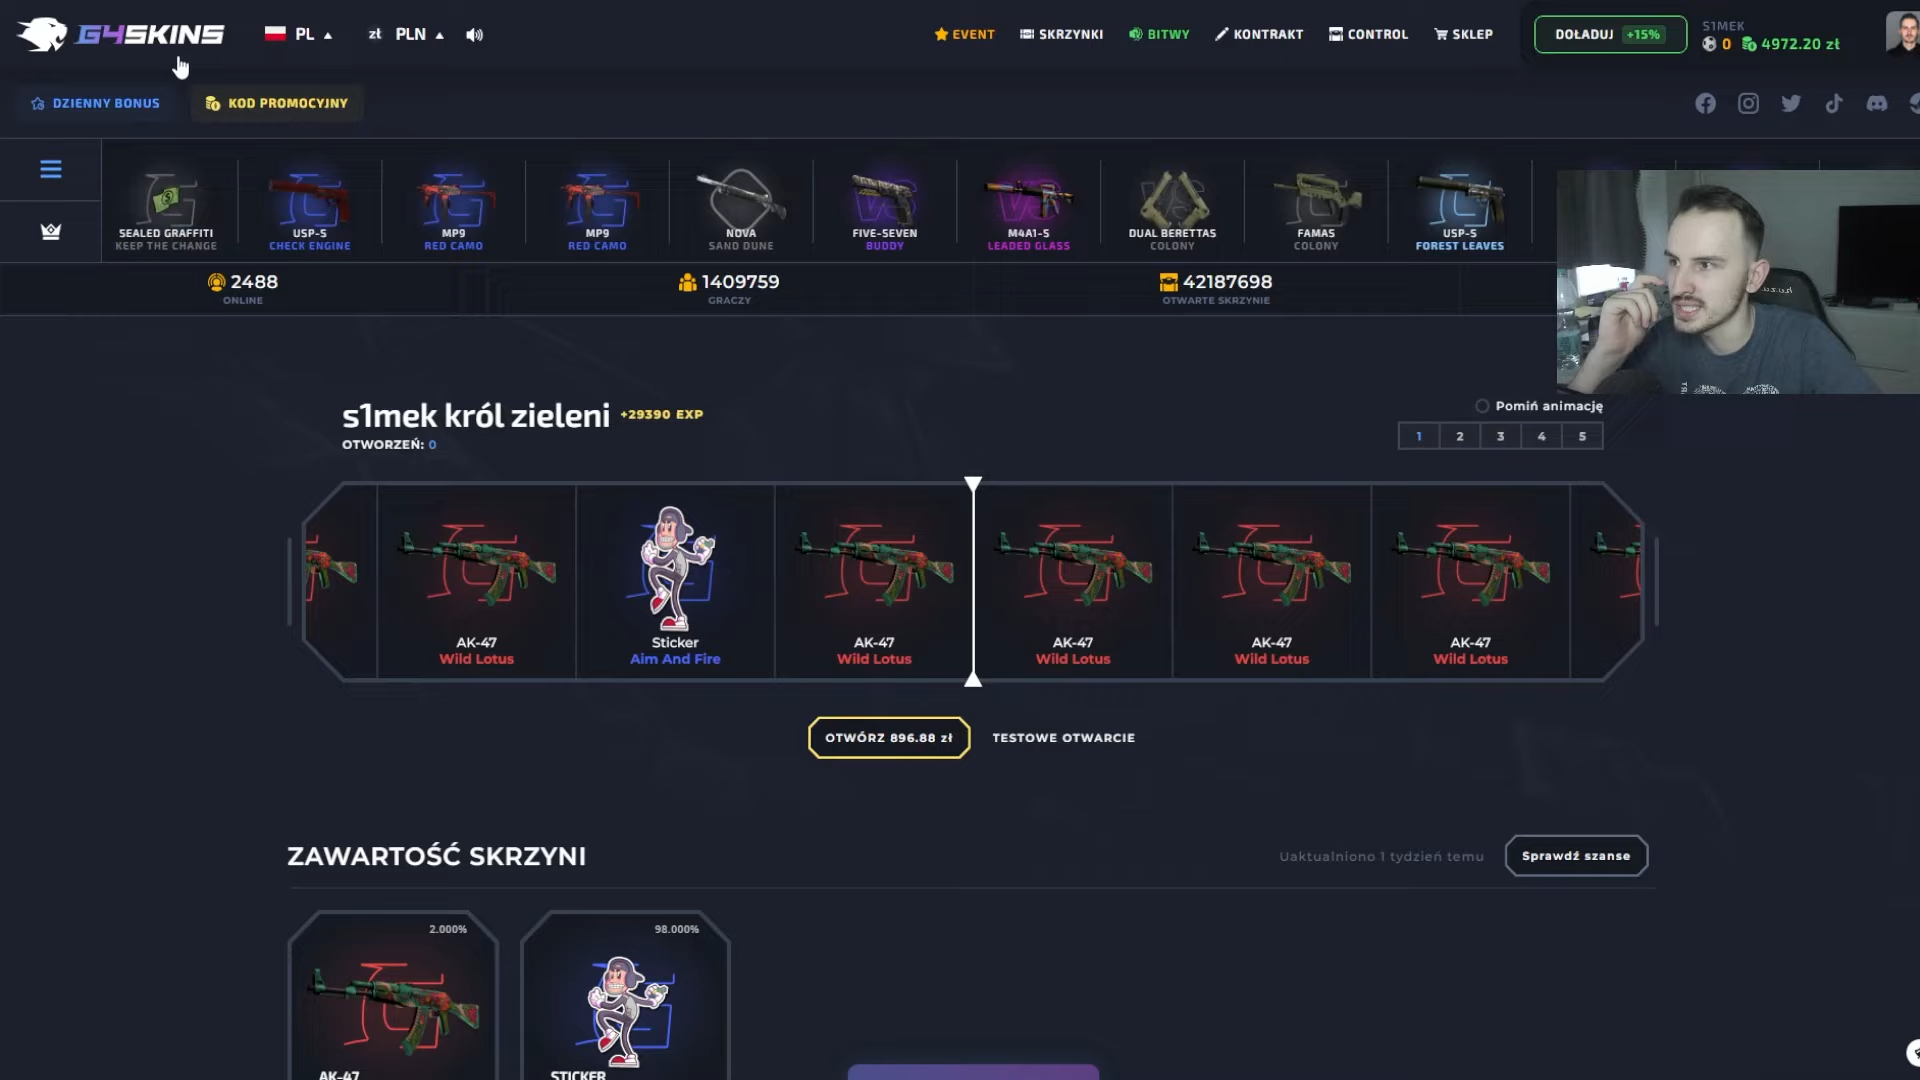 G4SKINS
PL
zł PLN
EVENT
SKRZYNKI
BITWY
KONTRAKT
CONTROL
SKLEP
DOŁADUJ +15%
S1MEK
0 4972.20 zł
DZIENNY BONUS
KOD PROMOCYJNY
SEALED GRAFFITI
KEEP THE CHANGE
USP-S
CHECK ENGINE
MP9
RED CAMO
MP9
RED CAMO
NOVA
SAND DUNE
FIVE-SEVEN
BUDDY
M4A1-S
LEADED GLASS
DUAL BERETTAS
COLONY
FAMAS
COLONY
USP-S
FOREST LEAVES
2488
ONLINE
1409759
GRACZY
42187698
OTWARTE SKRZYNIE
s1mek król zieleni +29390 EXP
OTWORZEŃ: 0
Pomiń animację
1 2 3 4 5
AK-47
Wild Lotus
Sticker
Aim And Fire
AK-47
Wild Lotus
AK-47
Wild Lotus
AK-47
Wild Lotus
AK-47
Wild Lotus
OTWÓRZ 896.88 zł
TESTOWE OTWARCIE
ZAWARTOŚĆ SKRZYNI
Uaktualniono 1 tydzień temu
Sprawdź szanse
2.000%
98.000%
AK-47
STICKER